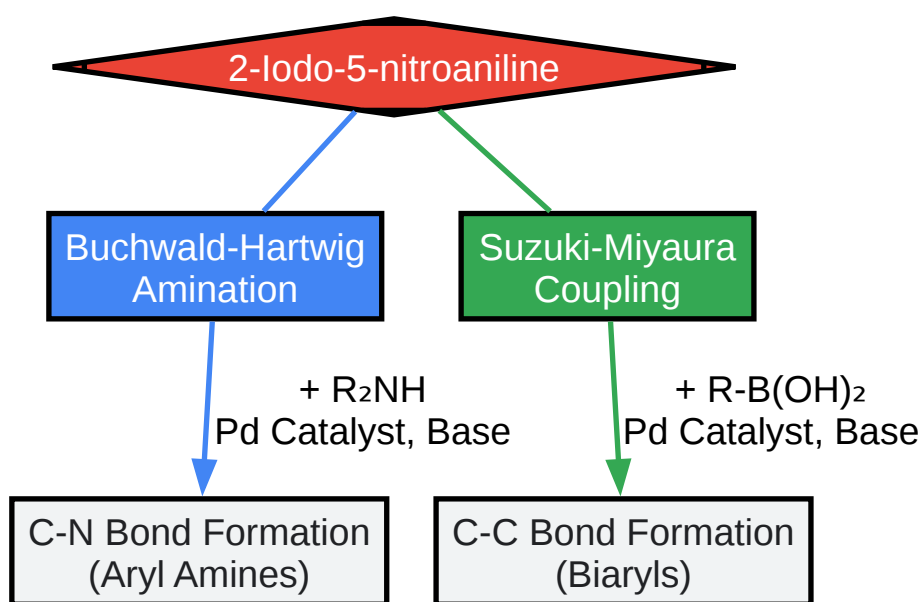 2-Iodo-5-nitroaniline
Buchwald-Hartwig
Amination
Suzuki-Miyaura
Coupling
+ R₂NH
Pd Catalyst, Base
+ R-B(OH)₂
Pd Catalyst, Base
C-N Bond Formation
(Aryl Amines)
C-C Bond Formation
(Biaryls)